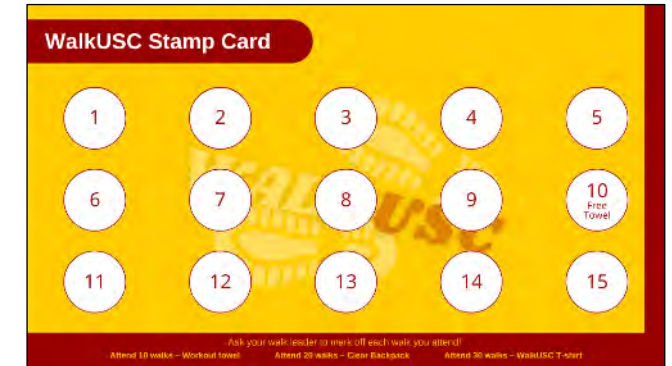 WalkUSC Stamp Card
1 2 3 4 5
6 7 8 9 10
Free
Towel
WALK USC
11 12 13 14 15
Ask your walk leader to mark off each walk you attend!
Attend 10 walks – Workout towel Attend 20 walks – Clear Backpack Attend 30 walks – WalkUSC T-shirt